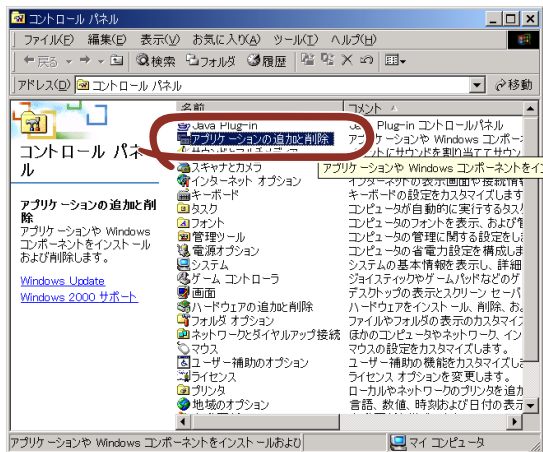 コントロール パネル
ファイル(F) 編集(E) 表示(V) お気に入り(A) ツール(T) ヘルプ(H)
戻る 検索 フォルダ 履歴
アドレス(D) コントロール パネル 移動
コントロール パネル
アプリケーションの追加と削除
アプリケーションや Windows コンポーネントをインストールおよび削除します。
Windows Update
Windows 2000 サポート
名前 コメント
Java Plug-in Plug-in コントロールパネル
アプリケーションの追加と削除 アプリケーションや Windows コンポー
アプリケーションや Windows コンポーネントをイン
スキャナとカメラ
インターネット オプション インターネットの表示画面や接続情報
キーボード キーボードの設定をカスタマイズします
タスク コンピュータが自動的に実行するタス
フォント コンピュータのフォントを表示、および管
管理ツール コンピュータの管理に関する設定をし
電源オプション コンピュータの省電力設定を構成しま
システム システムの基本情報を表示し、詳細
ゲーム コントローラ ジョイスティックやゲームパッドなどのゲ
画面 デスクトップの表示とスクリーン セーバ
ハードウェアの追加と削除 ハードウェアをインストール、削除、お
フォルダ オプション ファイルやフォルダの表示のカスタマイズ
ネットワークとダイヤルアップ接続 ほかのコンピュータやネットワーク、イン
マウス マウスの設定をカスタマイズします。
ユーザー補助のオプション ユーザー補助の機能をカスタマイズし
ライセンス ライセンス オプションを変更します。
プリンタ ローカルやネットワークのプリンタを追加
地域のオプション 言語、数値、時刻および日付の表示
アプリケーションや Windows コンポーネントをインストールおよび マイ コンピュータ